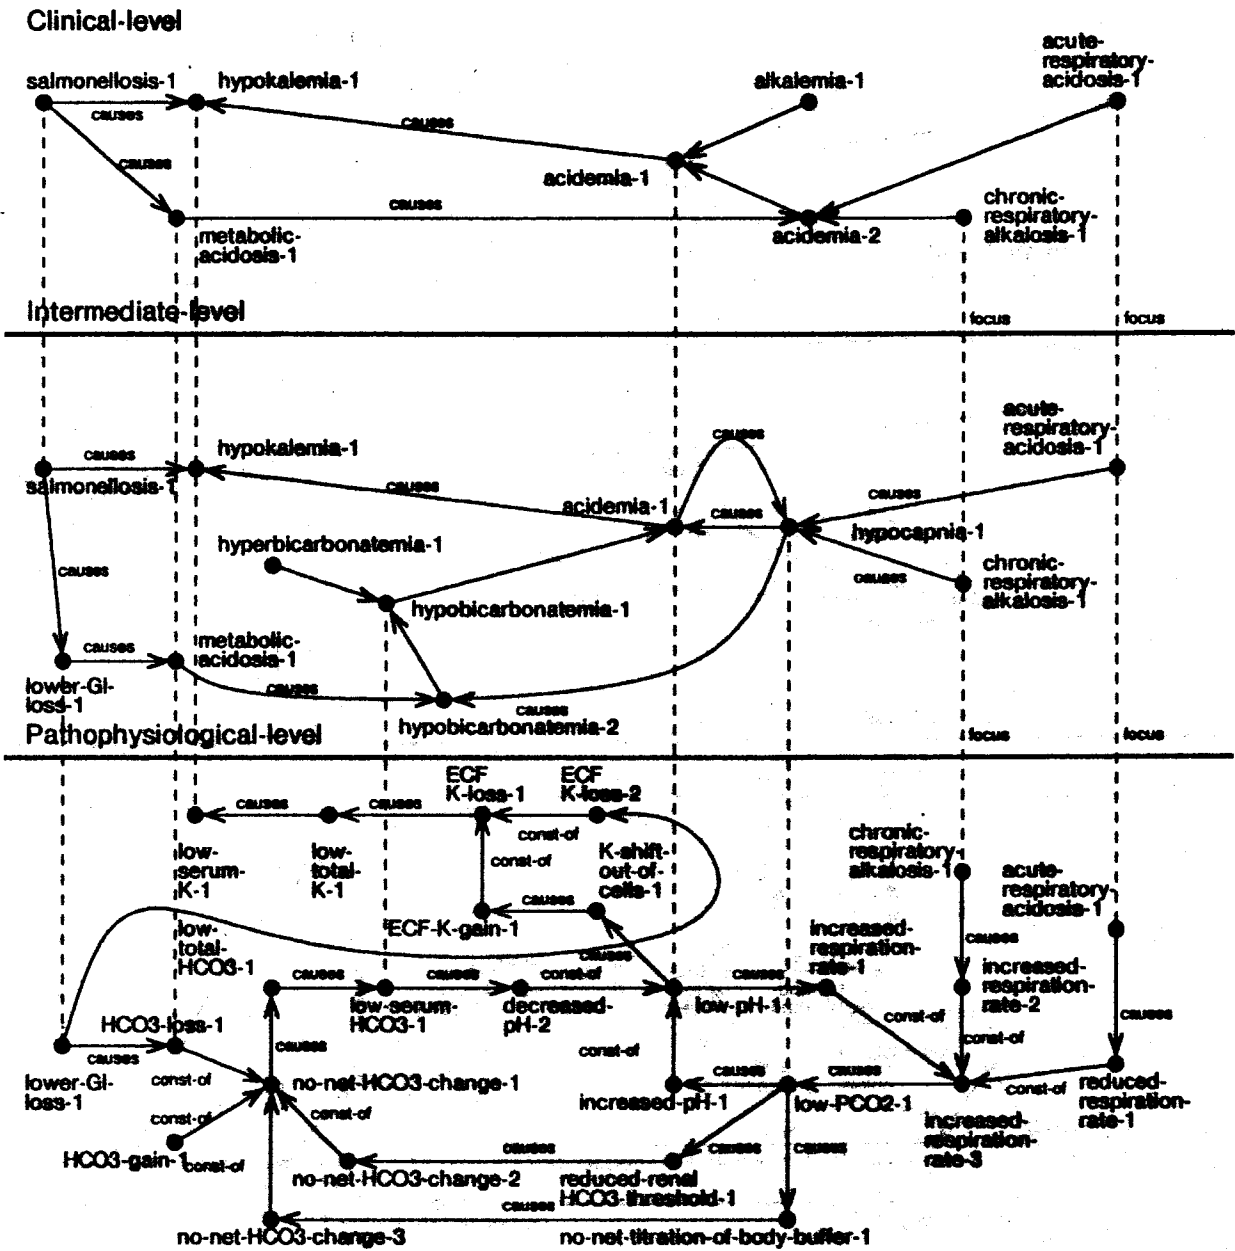 Clinical-level
acute-
respiratory-
acidosis-1
salmonellosis-1
hypokalemia-1
alkalemia-1
causes
causes
causes
acidemia-1
causes
metabolic-
acidosis-1
acidemia-2
chronic-
respiratory-
alkalosis-1
Intermediate-level
focus
focus
acute-
respiratory-
acidosis-1
causes
hypokalemia-1
causes
salmonellosis-1
causes
acidemia-1
causes
causes
hypocapnia-1
hyperbicarbonatemia-1
causes
causes
chronic-
respiratory-
alkalosis-1
hypobicarbonatemia-1
causes
metabolic-
acidosis-1
lower-GI-
loss-1
causes
causes
hypobicarbonatemia-2
Pathophysiological-level
focus
focus
ECF
K-loss-1
ECF
K-loss-2
causes
causes
const-of
low-
serum-
K-1
low-
total-
K-1
const-of
K-shift-
out-of-
cells-1
chronic-
respiratory-
alkalosis-1
acute-
respiratory-
acidosis-1
causes
ECF-K-gain-1
low-
total-
HCO3-1
causes
increased-
respiration-
rate-1
causes
causes
causes
const-of
low-serum-
HCO3-1
decreased-
pH-2
low-pH-1
causes
increased-
respiration-
rate-2
HCO3-loss-1
causes
const-of
const-of
const-of
causes
causes
lower-GI-
loss-1
const-of
no-net-HCO3-change-1
causes
increased-pH-1
causes
low-PCO2-1
const-of
reduced-
respiration-
rate-1
const-of
const-of
increased-
respiration-
rate-3
HCO3-gain-1
const-of
causes
causes
causes
no-net-HCO3-change-2
reduced-renal
HCO3-threshold-1
causes
no-net-HCO3-change-3
no-net-titration-of-body-buffer-1